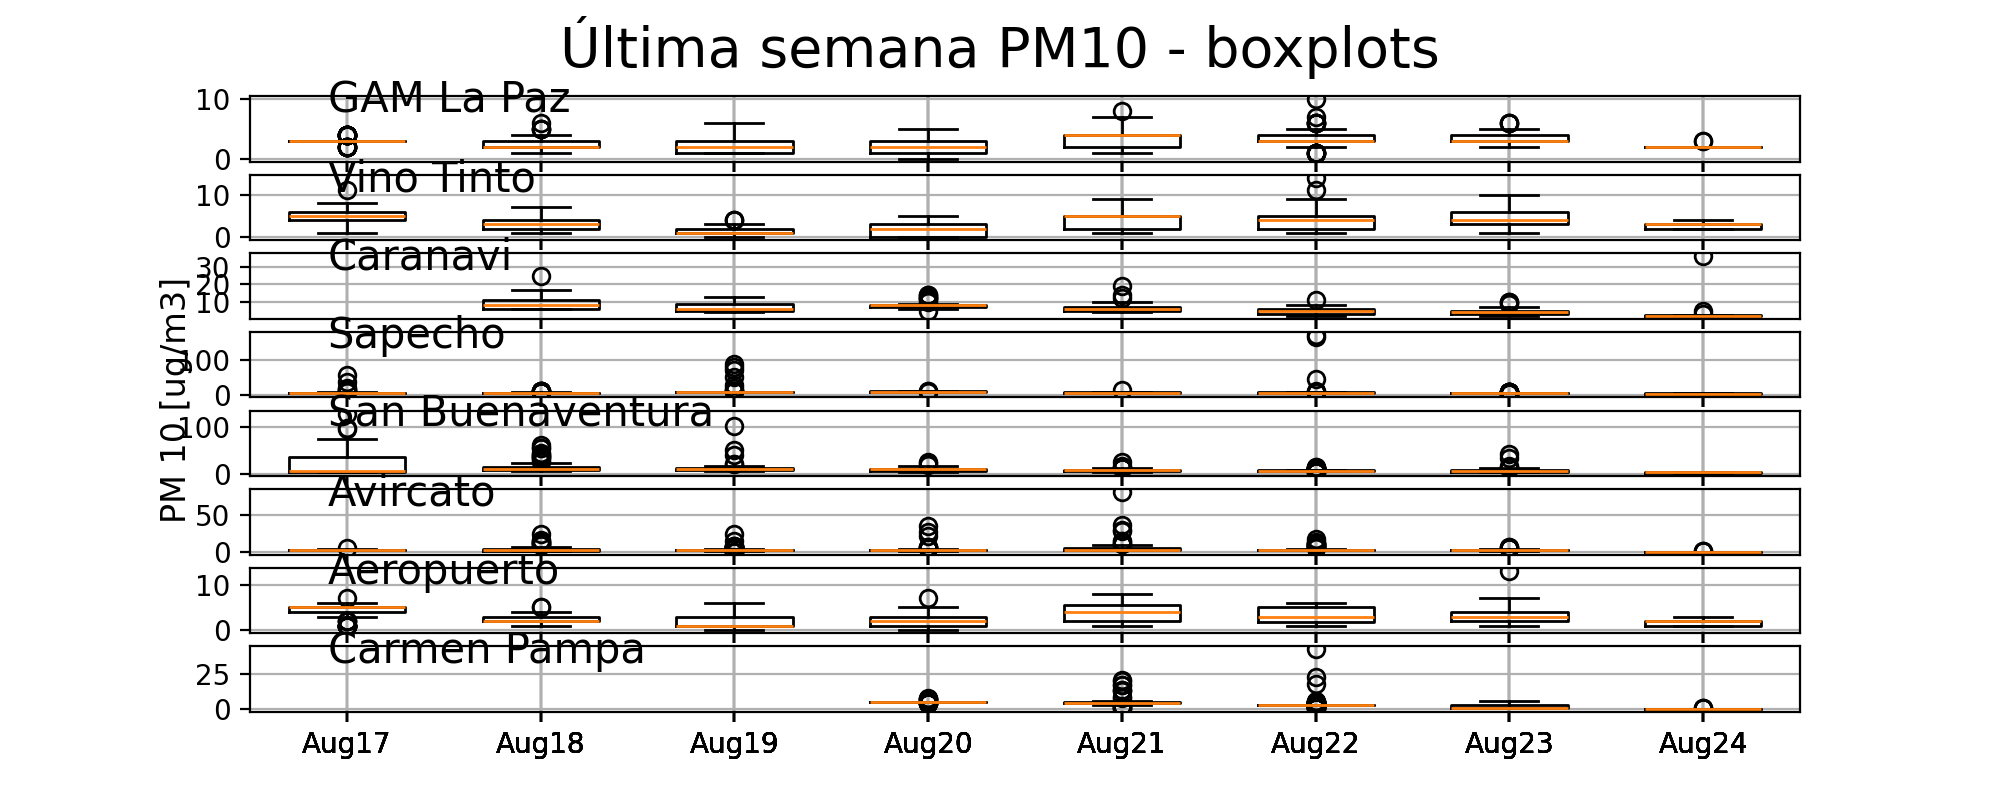 Última semana PM10 - boxplots
GAM La Paz
10
0
Vino Tinto
10
0
Caranavi
30
20
10
Sapecho
100
0
San Buenaventura
100
0
Avircato
50
0
Aeropuerto
10
0
Carmen Pampa
25
0
PM 10 [ug/m3]
Aug17 Aug18 Aug19 Aug20 Aug21 Aug22 Aug23 Aug24